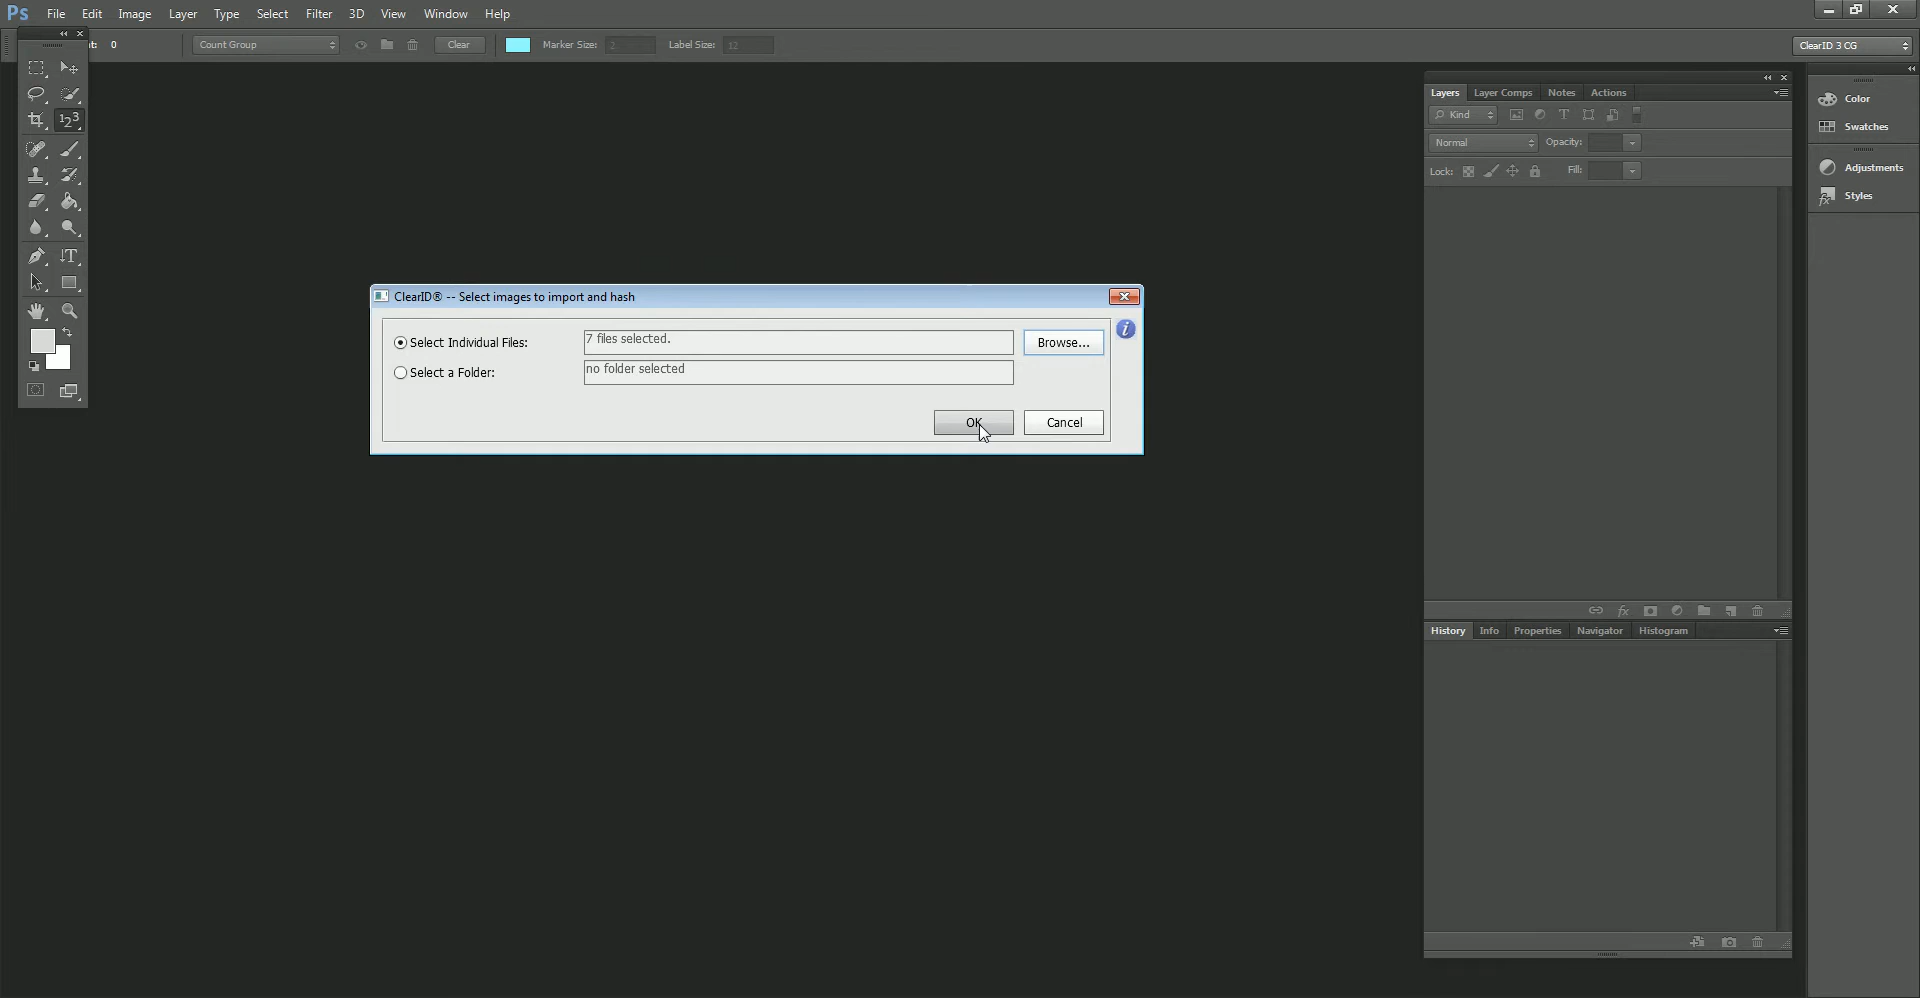 Ps File Edit Image Layer Type Select Filter 3D View Window Help
0 Count Group Clear Marker Size: 2 Label Size: 12 ClearID 3 CG
Layers Layer Comps Notes Actions
Kind
Normal Opacity:
Lock: Fill:
Color
Swatches
Adjustments
Styles
ClearID® -- Select images to import and hash
Select Individual Files: 7 files selected. Browse...
Select a Folder: no folder selected
OK Cancel
History Info Properties Navigator Histogram